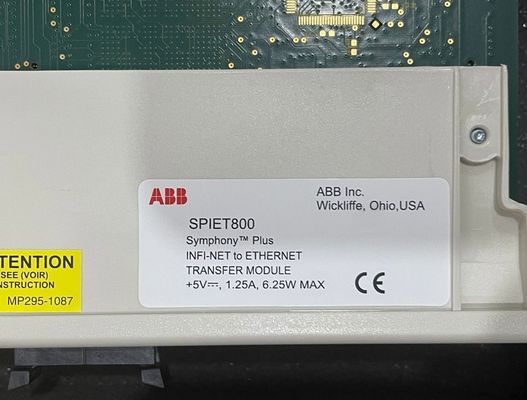 ABB
ABB Inc.
Wickliffe, Ohio,USA
SPIET800
Symphony™ Plus
INFI-NET to ETHERNET
TRANSFER MODULE
+5V⎓, 1.25A, 6.25W MAX
CE
TENTION
SEE (VOIR)
NSTRUCTION
MP295-1087